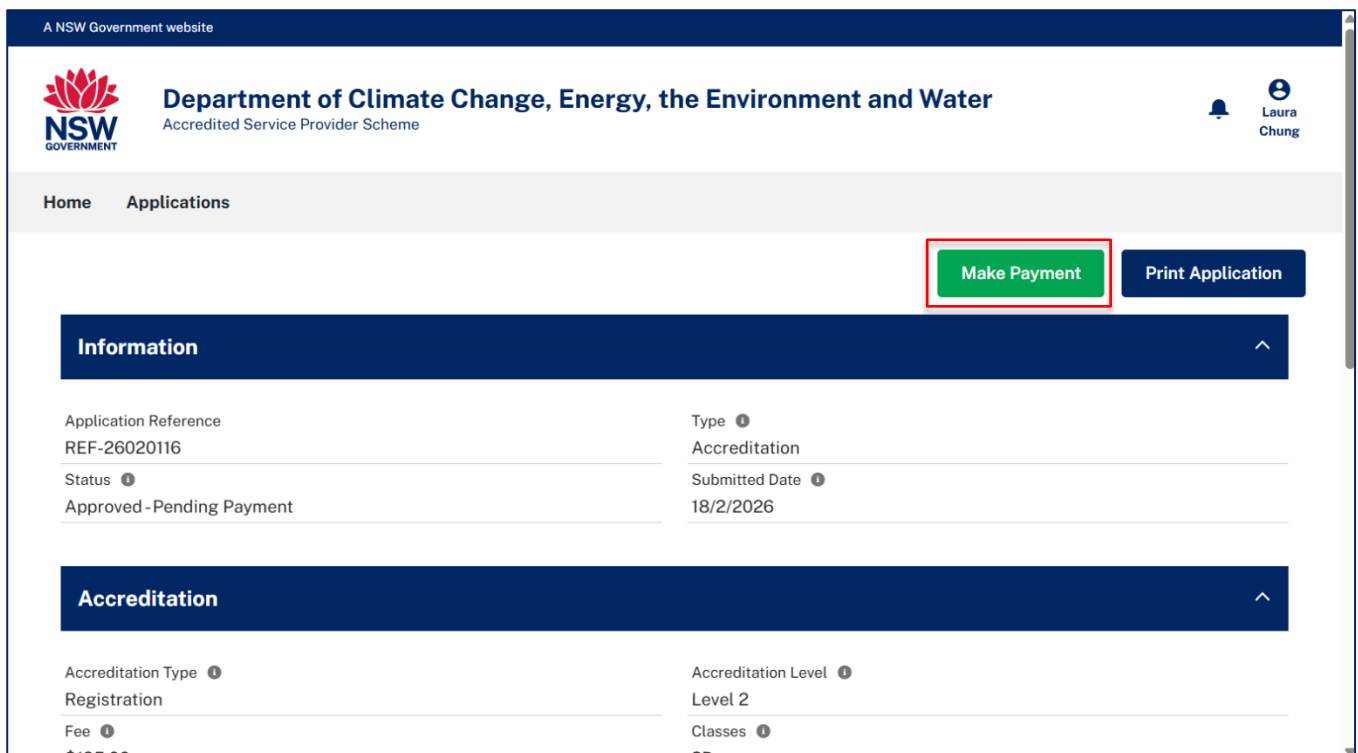 A NSW Government website
NSW
GOVERNMENT
Department of Climate Change, Energy, the Environment and Water
Accredited Service Provider Scheme
Laura
Chung
Home Applications
Make Payment Print Application
Information
Application Reference Type
REF-26020116 Accreditation
Status Submitted Date
Approved - Pending Payment 18/2/2026
Accreditation
Accreditation Type Accreditation Level
Registration Level 2
Fee Classes